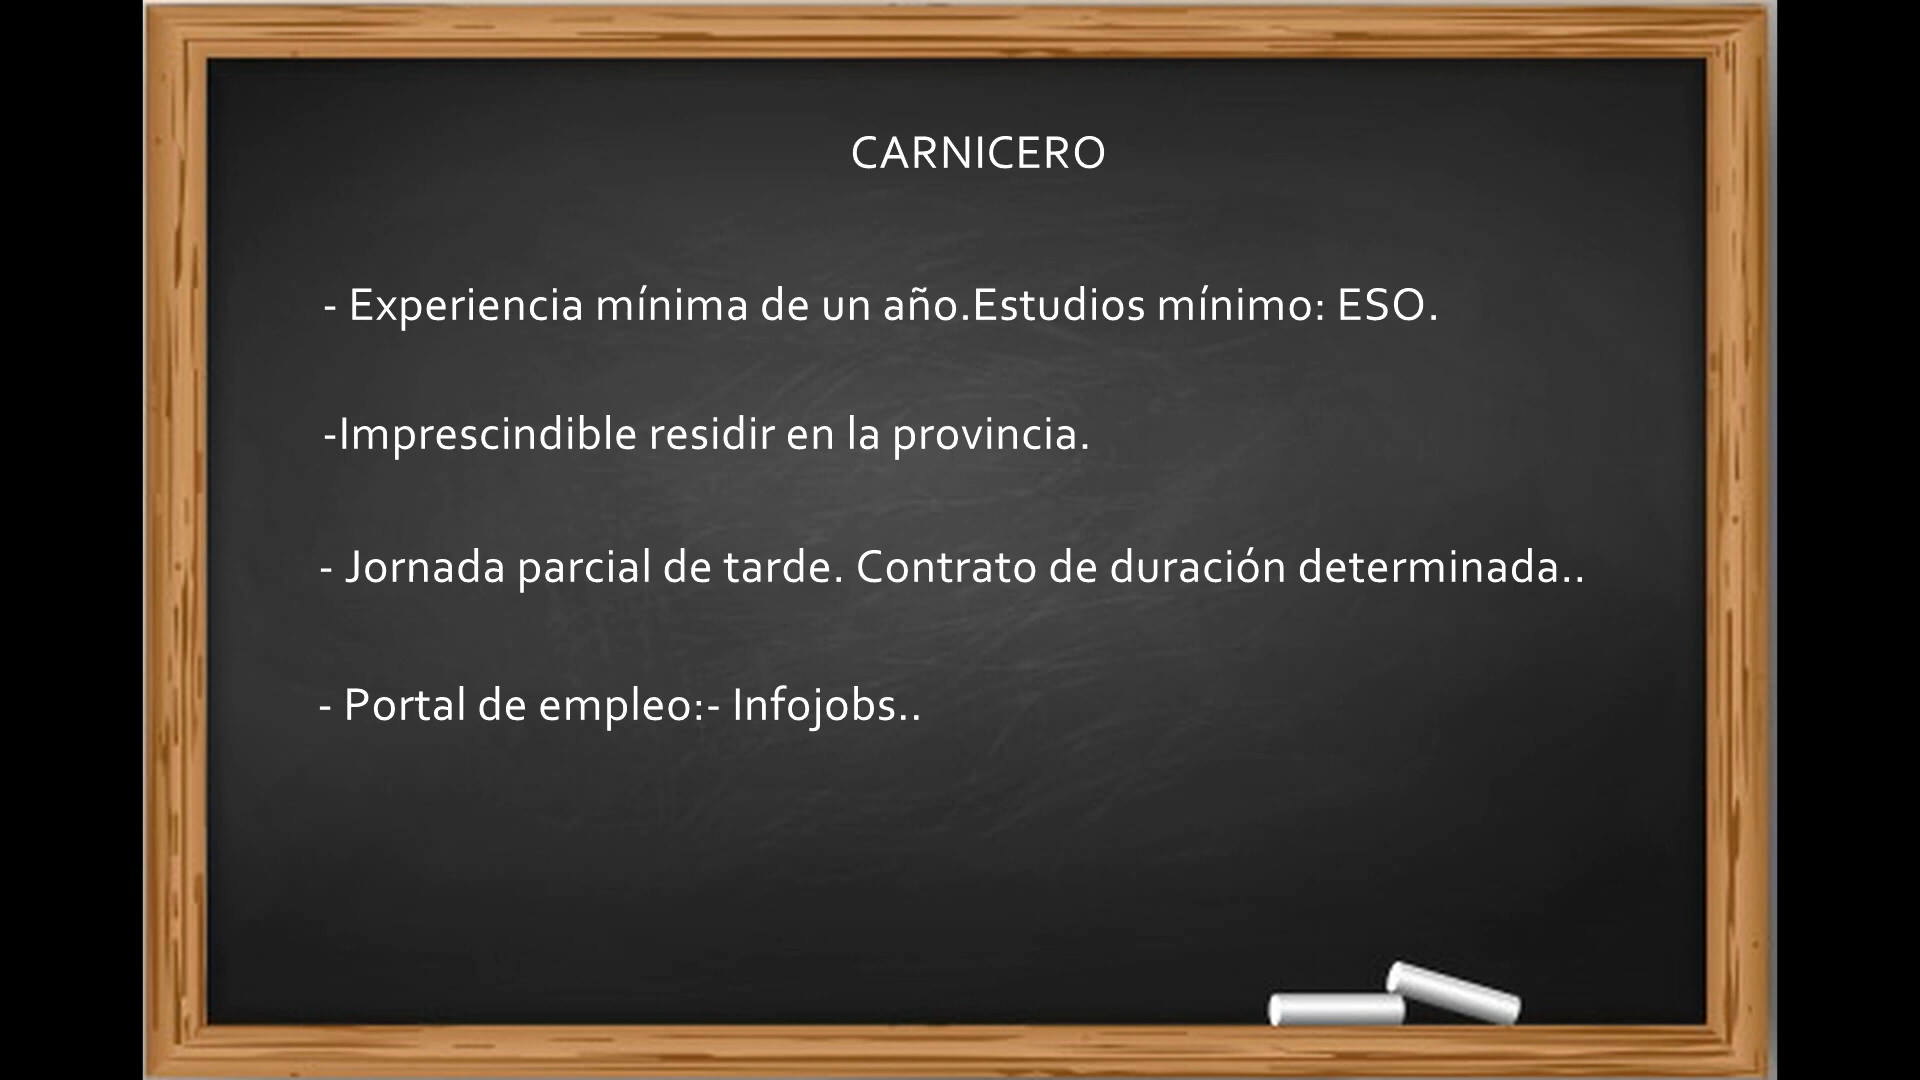 CARNICERO
- Experiencia mínima de un año.Estudios mínimo: ESO.
-Imprescindible residir en la provincia.
- Jornada parcial de tarde. Contrato de duración determinada..
- Portal de empleo:- Infojobs..